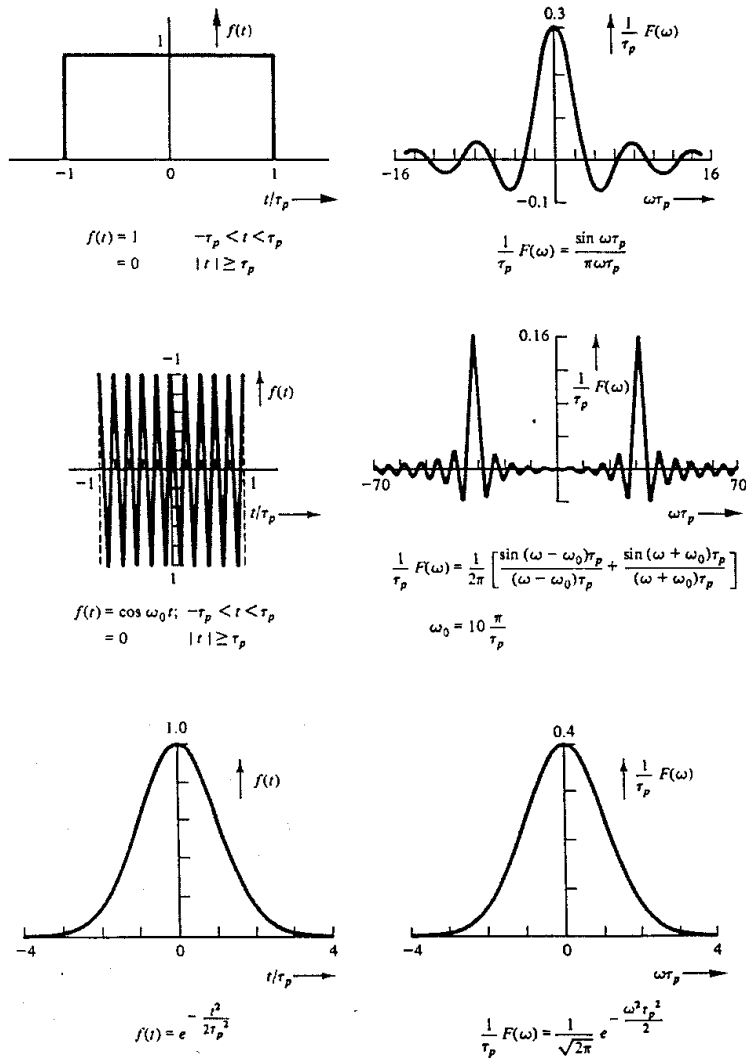 f(t)
1
-1
0
1
t/τₚ
f(t) = 1 -τₚ < t < τₚ
= 0 |t| ≥ τₚ
0.3
1/τₚ F(ω)
-16
16
-0.1
ωτₚ
1/τₚ F(ω) = sin ωτₚ / πωτₚ
-1
f(t)
-1
1
t/τₚ
1
f(t) = cos ω₀t; -τₚ < t < τₚ
= 0 |t| ≥ τₚ
0.16
1/τₚ F(ω)
-70
70
ωτₚ
1/τₚ F(ω) = 1/2π [ sin (ω - ω₀)τₚ / (ω - ω₀)τₚ + sin (ω + ω₀)τₚ / (ω + ω₀)τₚ ]
ω₀ = 10 π/τₚ
1.0
f(t)
-4
0
4
t/τₚ
f(t) = e^(-t²/2τₚ²)
0.4
1/τₚ F(ω)
-4
0
4
ωτₚ
1/τₚ F(ω) = 1/√2π e^(-ω²τₚ²/2)